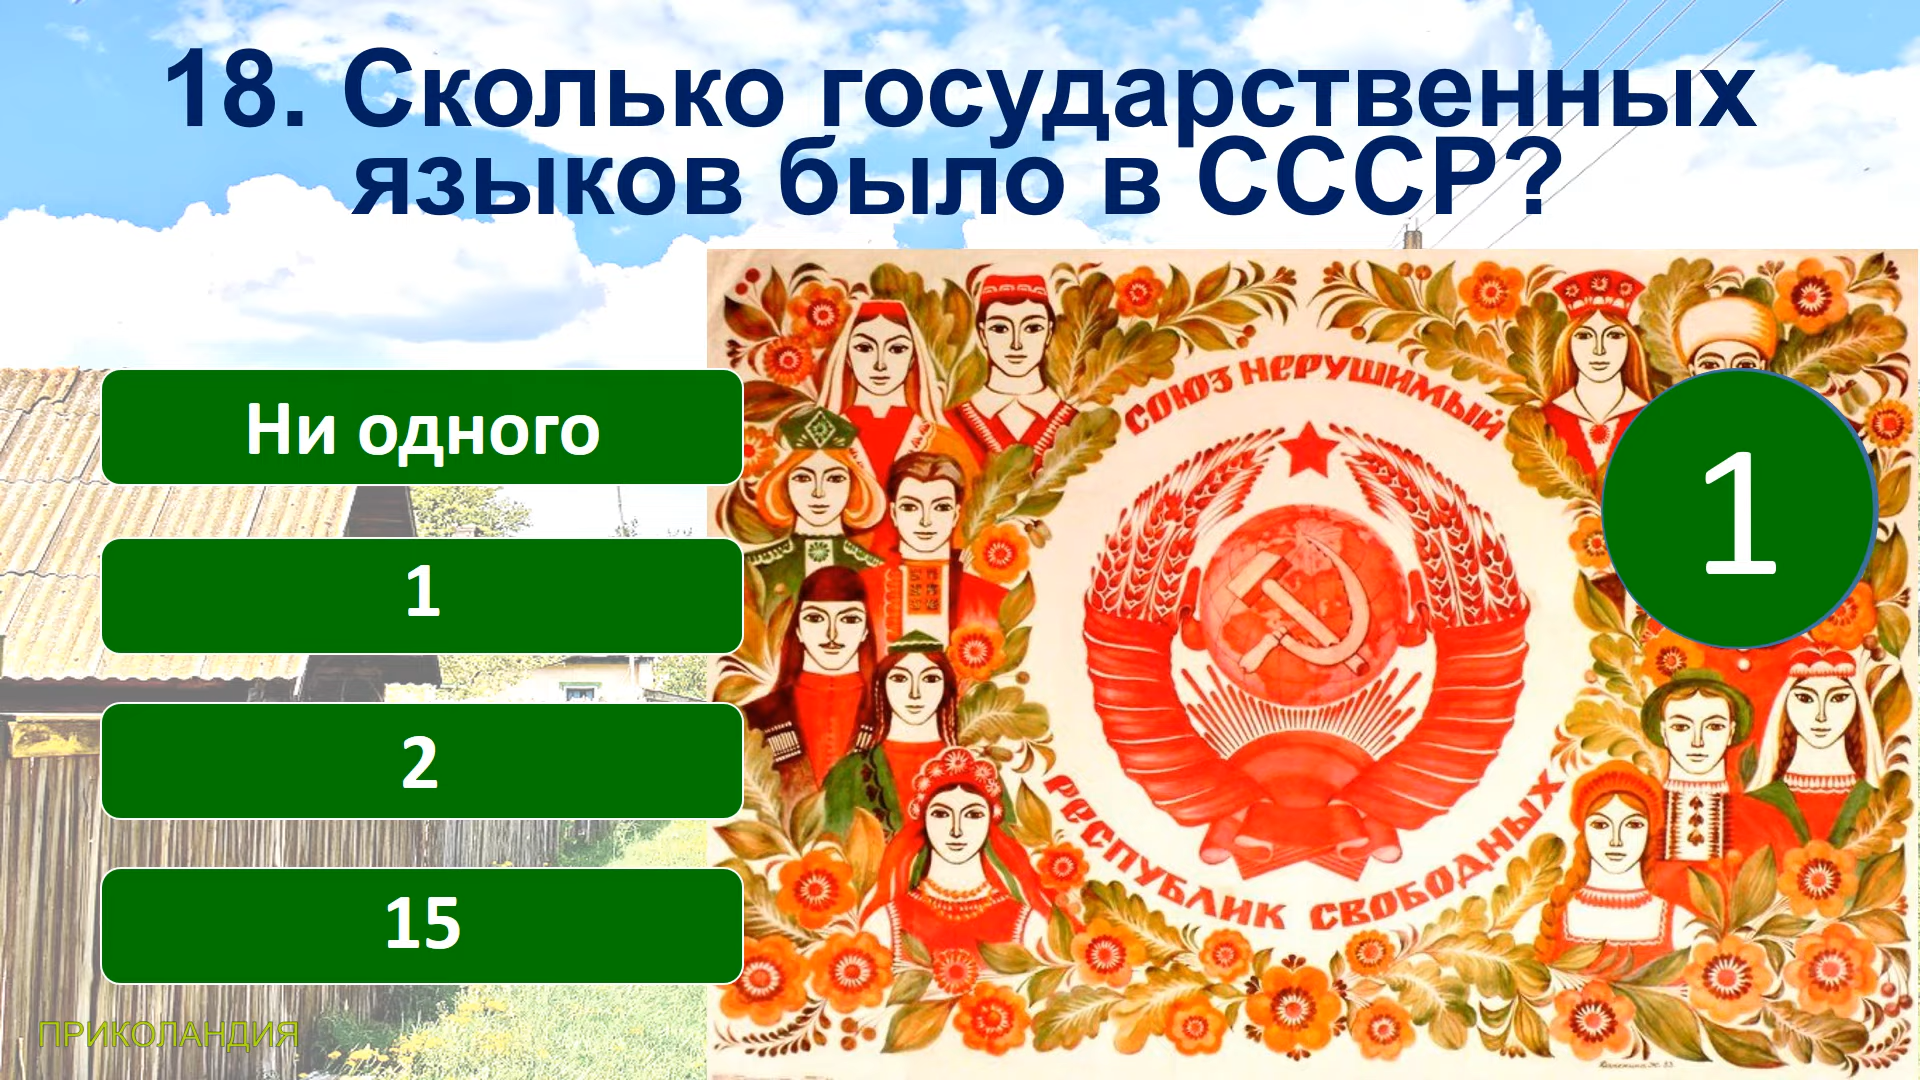 18. Сколько государственных
языков было в СССР?
Ни одного
1
2
15
1
СОЮЗ НЕРУШИМЫЙ
РЕСПУБЛИК СВОБОДНЫХ
ПРИКОЛАНДИЯ